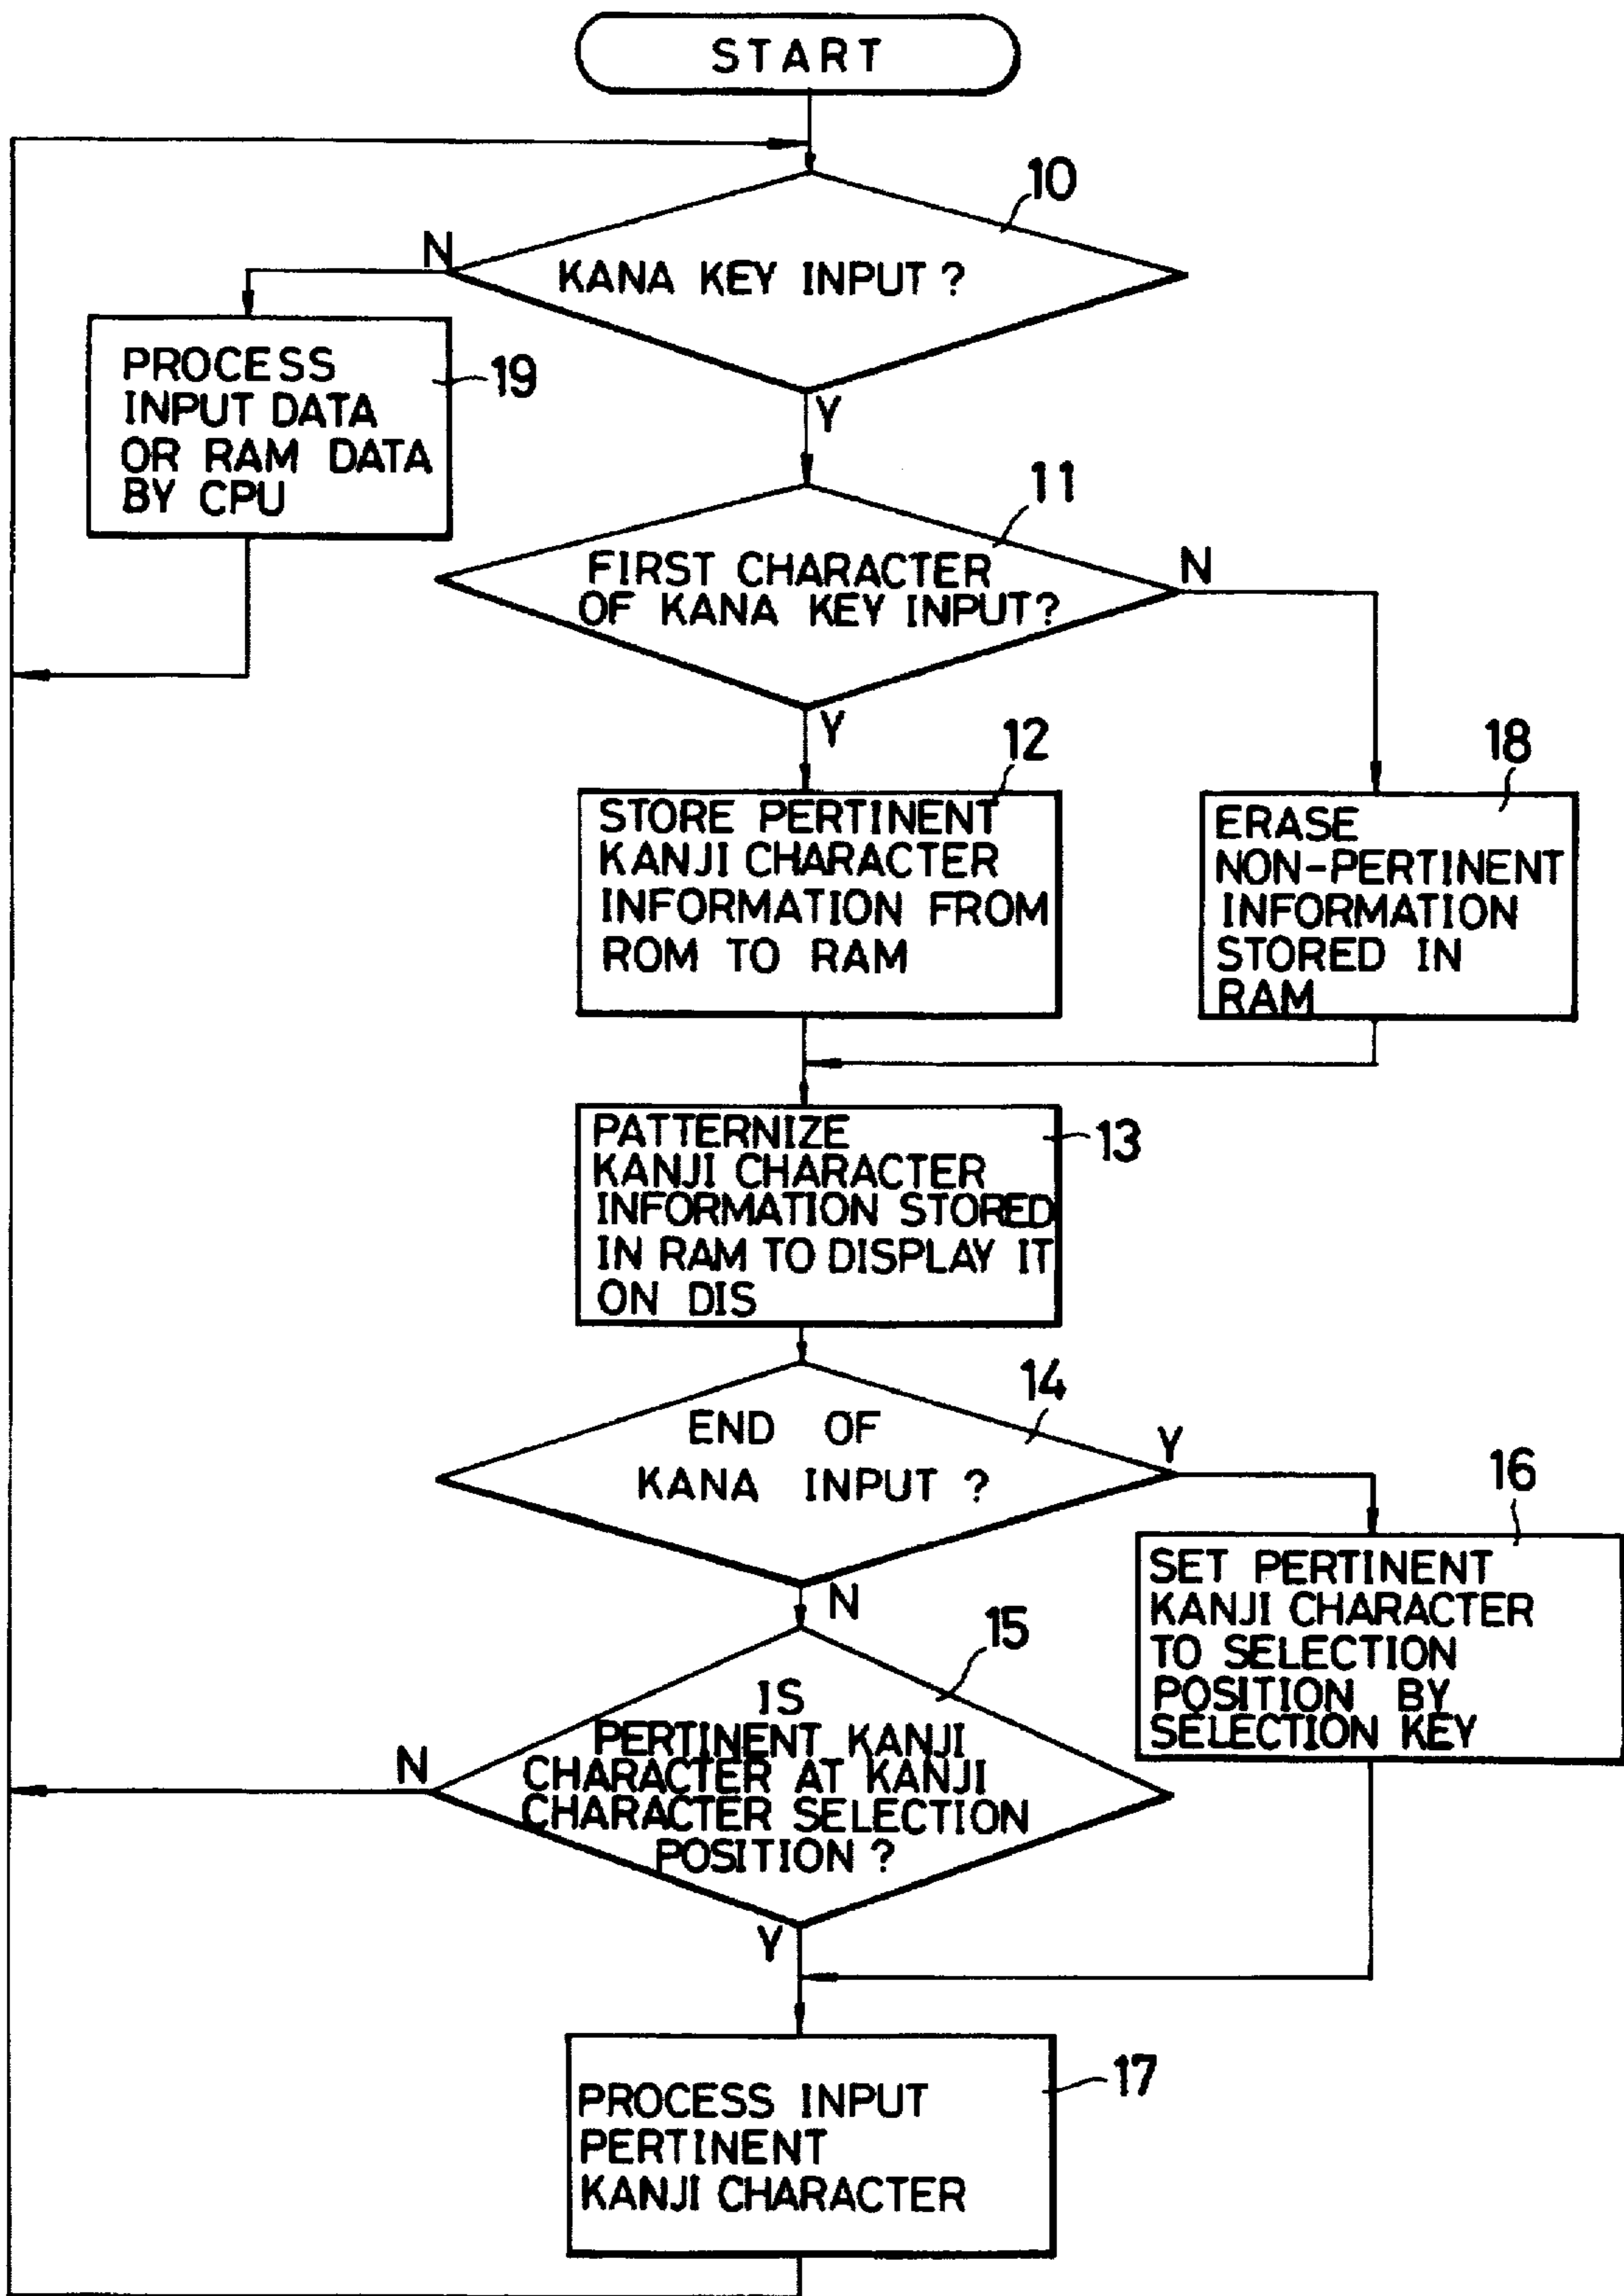 START
10
N
KANA KEY INPUT ?
PROCESS
INPUT DATA
OR RAM DATA
BY CPU
19
Y
11
FIRST CHARACTER
OF KANA KEY INPUT?
N
Y
12
18
STORE PERTINENT
KANJI CHARACTER
INFORMATION FROM
ROM TO RAM
ERASE
NON-PERTINENT
INFORMATION
STORED IN
RAM
PATTERNIZE
KANJI CHARACTER
INFORMATION STORED
IN RAM TO DISPLAY IT
ON DIS
13
14
END OF
KANA INPUT ?
Y
N
16
SET PERTINENT
KANJI CHARACTER
TO SELECTION
POSITION BY
SELECTION KEY
15
IS
PERTINENT KANJI
CHARACTER AT KANJI
CHARACTER SELECTION
POSITION ?
N
Y
17
PROCESS INPUT
PERTINENT
KANJI CHARACTER